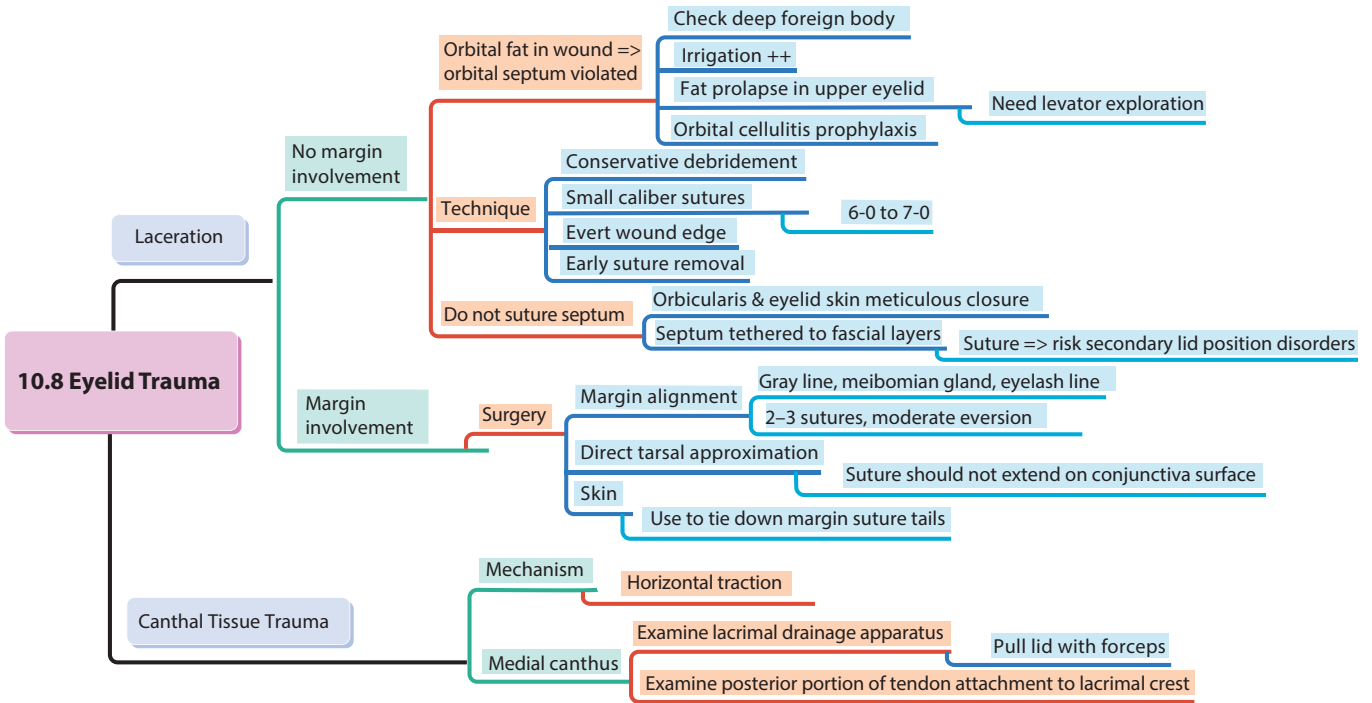 10.8 Eyelid Trauma
Laceration
No margin
involvement
Orbital fat in wound =>
orbital septum violated
Check deep foreign body
Irrigation ++
Fat prolapse in upper eyelid
Need levator exploration
Orbital cellulitis prophylaxis
Technique
Conservative debridement
Small caliber sutures
6-0 to 7-0
Evert wound edge
Early suture removal
Do not suture septum
Orbicularis & eyelid skin meticulous closure
Septum tethered to fascial layers
Suture => risk secondary lid position disorders
Margin
involvement
Surgery
Margin alignment
Gray line, meibomian gland, eyelash line
2–3 sutures, moderate eversion
Direct tarsal approximation
Suture should not extend on conjunctiva surface
Skin
Use to tie down margin suture tails
Canthal Tissue Trauma
Mechanism
Horizontal traction
Medial canthus
Examine lacrimal drainage apparatus
Pull lid with forceps
Examine posterior portion of tendon attachment to lacrimal crest